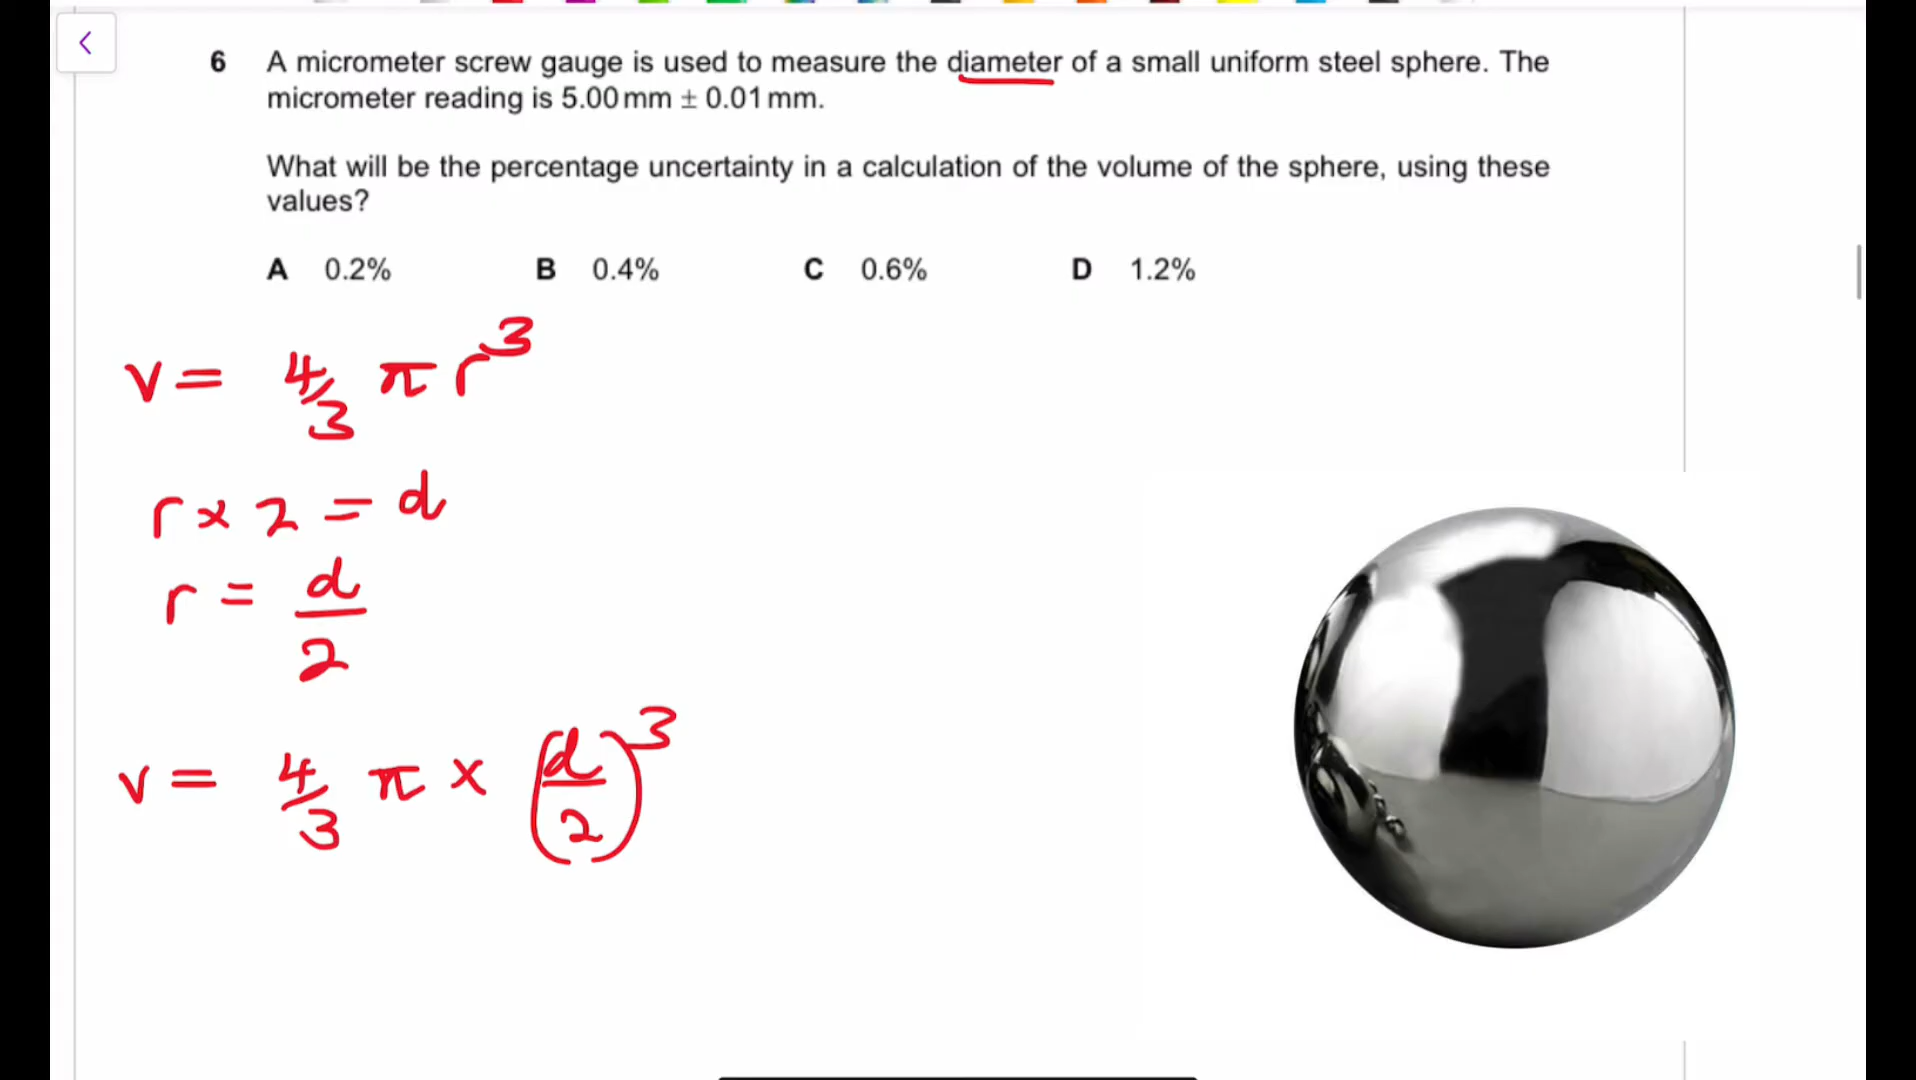 6 A micrometer screw gauge is used to measure the diameter of a small uniform steel sphere. The
micrometer reading is 5.00 mm ± 0.01 mm.
What will be the percentage uncertainty in a calculation of the volume of the sphere, using these
values?
A 0.2% B 0.4% C 0.6% D 1.2%
v = 4/3 π r³
r × 2 = d
r = d/2
v = 4/3 π × (d/2)³